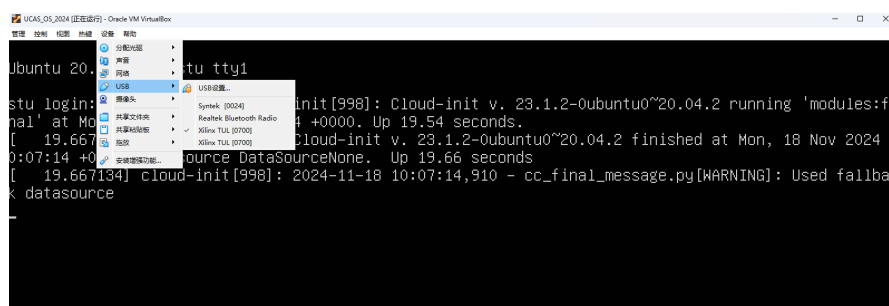 UCAS_OS_2024 [正在运行] - Oracle VM VirtualBox
管理 控制 视图 热键 设备 帮助
分配光驱
声音
网络
USB
摄像头
共享文件夹
共享粘贴板
拖放
安装增强功能...
USB设置...
Syntek [0024]
Realtek Bluetooth Radio
Xilinx TUL [0700]
Xilinx TUL [0700]
Ubuntu 20. stu tty1
stu login: init[998]: Cloud-init v. 23.1.2-0ubuntu0~20.04.2 running 'modules:f
nal' at Mo 4 +0000. Up 19.54 seconds.
[   19.667 Cloud-init v. 23.1.2-0ubuntu0~20.04.2 finished at Mon, 18 Nov 2024
0:07:14 +0 source DataSourceNone.  Up 19.66 seconds
[   19.667134] cloud-init[998]: 2024-11-18 10:07:14,910 - cc_final_message.py[WARNING]: Used fallba
k datasource